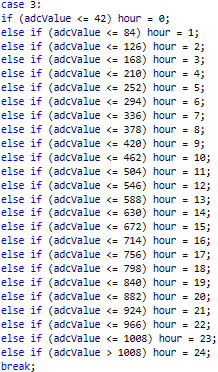 case 3:
if (adcValue <= 42) hour = 0;
else if (adcValue <= 84) hour = 1;
else if (adcValue <= 126) hour = 2;
else if (adcValue <= 168) hour = 3;
else if (adcValue <= 210) hour = 4;
else if (adcValue <= 252) hour = 5;
else if (adcValue <= 294) hour = 6;
else if (adcValue <= 336) hour = 7;
else if (adcValue <= 378) hour = 8;
else if (adcValue <= 420) hour = 9;
else if (adcValue <= 462) hour = 10;
else if (adcValue <= 504) hour = 11;
else if (adcValue <= 546) hour = 12;
else if (adcValue <= 588) hour = 13;
else if (adcValue <= 630) hour = 14;
else if (adcValue <= 672) hour = 15;
else if (adcValue <= 714) hour = 16;
else if (adcValue <= 756) hour = 17;
else if (adcValue <= 798) hour = 18;
else if (adcValue <= 840) hour = 19;
else if (adcValue <= 882) hour = 20;
else if (adcValue <= 924) hour = 21;
else if (adcValue <= 966) hour = 22;
else if (adcValue <= 1008) hour = 23;
else if (adcValue > 1008) hour = 24;
break;